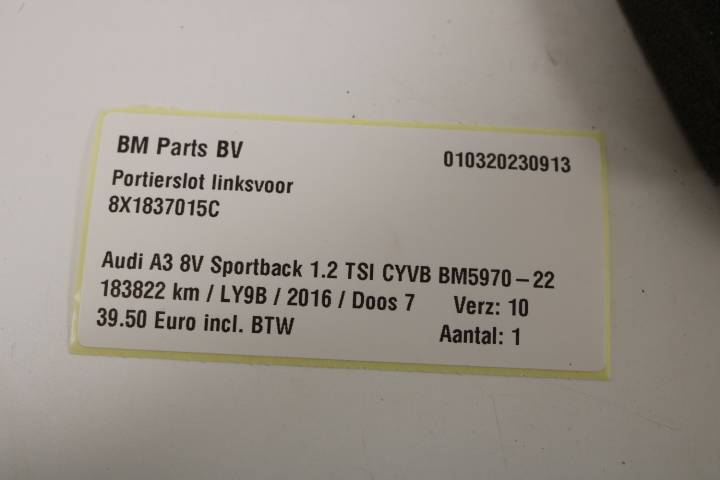 BM Parts BV 010320230913
Portierslot linksvoor
8X1837015C
Audi A3 8V Sportback 1.2 TSI CYVB BM5970-22
183822 km / LY9B / 2016 / Doos 7 Verz: 10
39.50 Euro incl. BTW Aantal: 1